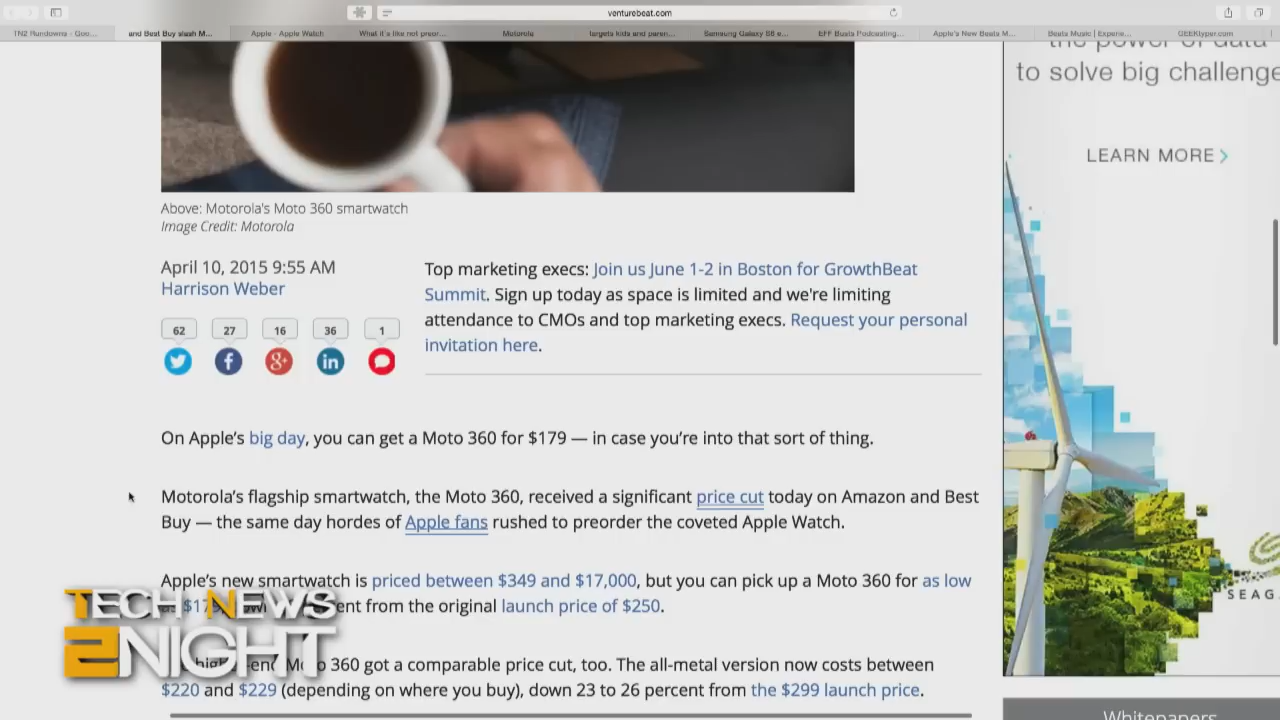 venturebeat.com
TN2 Rundowns - Goo...
and Best Buy slash M...
Apple - Apple Watch
What it's like not preor...
Motorola
targets kids and paren...
Samsung Galaxy S6 e...
EFF Busts Podcasting...
Apple's New Beats M...
Beats Music | Experie...
GEEKtyper.com
the power of data
to solve big challenge
LEARN MORE >
Above: Motorola's Moto 360 smartwatch
Image Credit: Motorola
April 10, 2015 9:55 AM
Harrison Weber
62 27 16 36 1
Top marketing execs: Join us June 1-2 in Boston for GrowthBeat
Summit. Sign up today as space is limited and we're limiting
attendance to CMOs and top marketing execs. Request your personal
invitation here.
On Apple's big day, you can get a Moto 360 for $179 — in case you're into that sort of thing.
Motorola's flagship smartwatch, the Moto 360, received a significant price cut today on Amazon and Best
Buy — the same day hordes of Apple fans rushed to preorder the coveted Apple Watch.
Apple's new smartwatch is priced between $349 and $17,000, but you can pick up a Moto 360 for as low
from the original launch price of $250.
360 got a comparable price cut, too. The all-metal version now costs between
$220 and $229 (depending on where you buy), down 23 to 26 percent from the $299 launch price.
TECH NEWS
2NIGHT
SEAG
Whitepapers